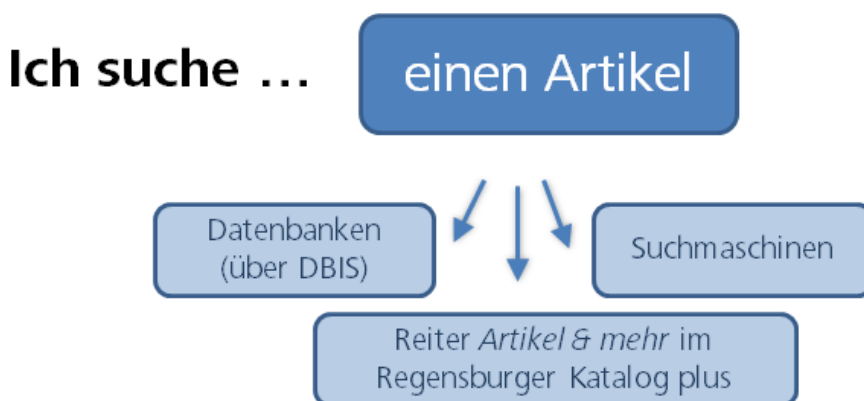 Ich suche … einen Artikel
Datenbanken
(über DBIS)
Suchmaschinen
Reiter Artikel & mehr im
Regensburger Katalog plus